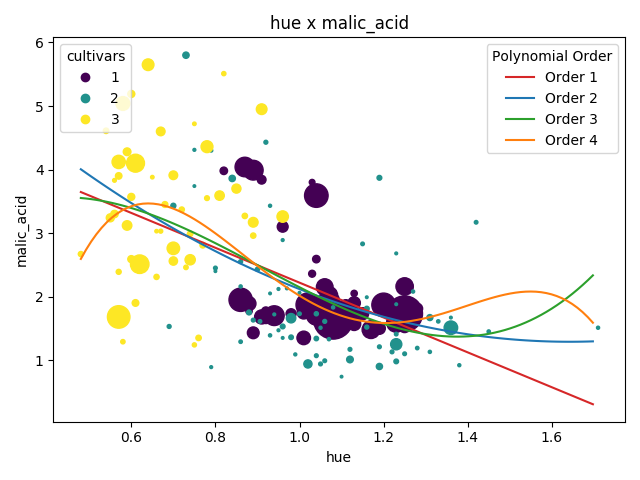 hue x malic_acid
cultivars
1
2
3
Polynomial Order
Order 1
Order 2
Order 3
Order 4
malic_acid
6
5
4
3
2
1
0.6 0.8 1.0 1.2 1.4 1.6
hue